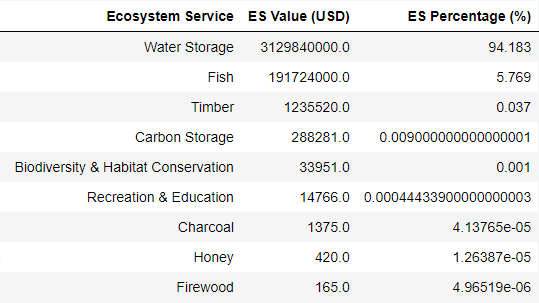 Ecosystem Service ES Value (USD) ES Percentage (%)
Water Storage 3129840000.0 94.183
Fish 191724000.0 5.769
Timber 1235520.0 0.037
Carbon Storage 288281.0 0.009000000000000001
Biodiversity & Habitat Conservation 33951.0 0.001
Recreation & Education 14766.0 0.00044433900000000003
Charcoal 1375.0 4.13765e-05
Honey 420.0 1.26387e-05
Firewood 165.0 4.96519e-06